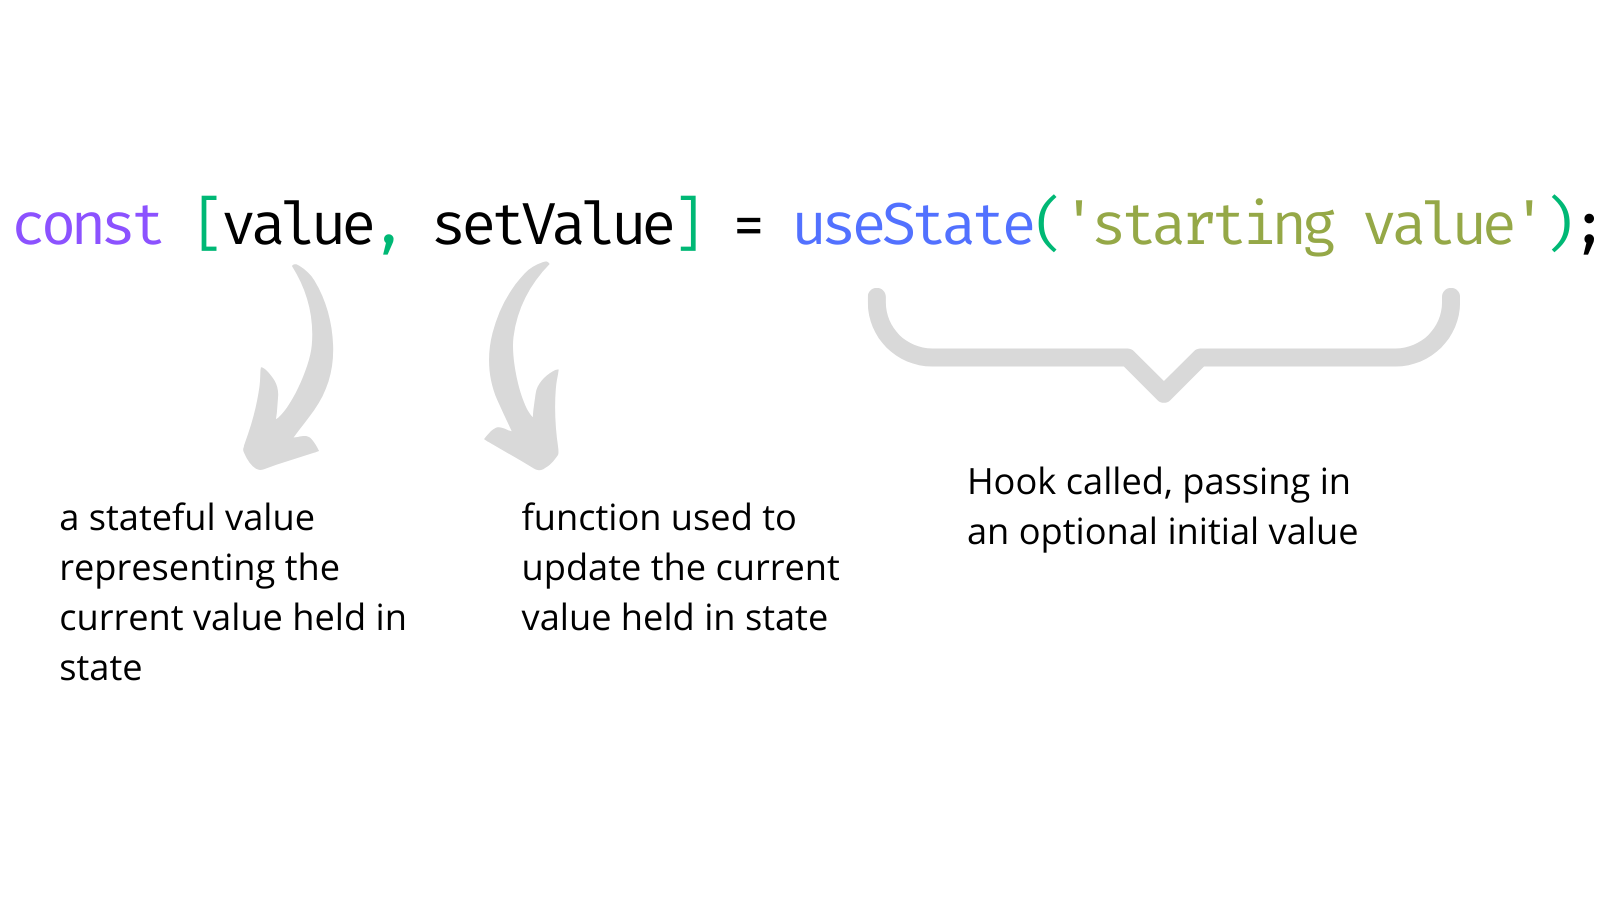 const [value, setValue] = useState('starting value');
a stateful value
representing the
current value held in
state
function used to
update the current
value held in state
Hook called, passing in
an optional initial value